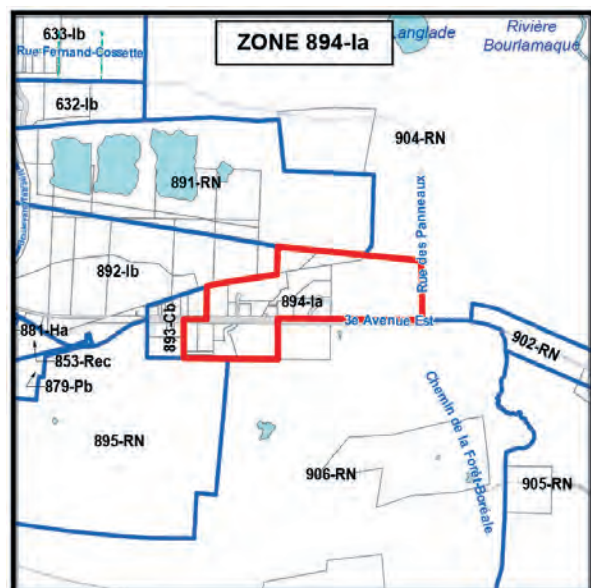 633-Ib
Rue-Fernand-Cossette
ZONE 894-Ia
Langlade
Rivière
Bourlamaque
632-Ib
904-RN
891-RN
Rue des Panneaux
892-Ib
894-Ia
881-Ha
893-Cb
3e Avenue Est
853-Rec
902-RN
879-Pb
Chemin de la Forêt-Boréale
895-RN
906-RN
905-RN